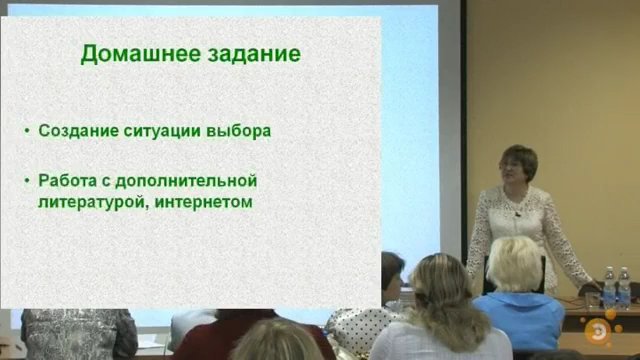 Домашнее задание
• Создание ситуации выбора
• Работа с дополнительной
литературой, интернетом